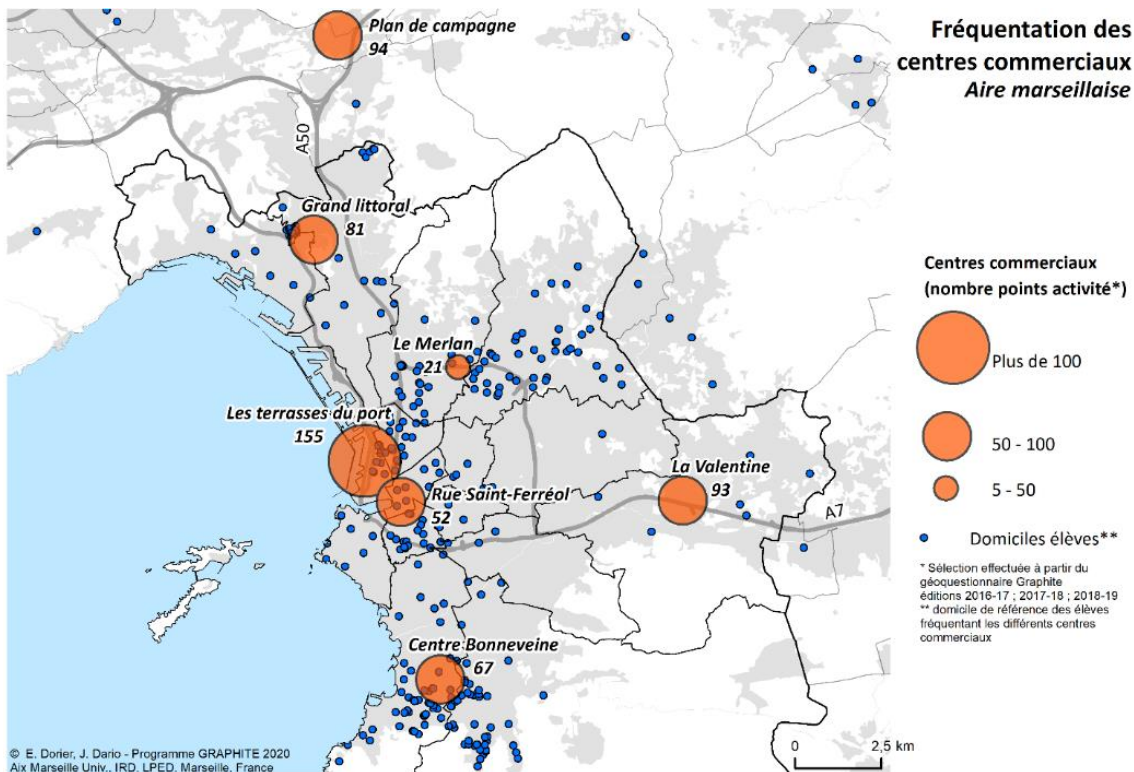 Fréquentation des
centres commerciaux
Aire marseillaise
Plan de campagne
94
A50
Grand littoral
81
Le Merlan
21
Les terrasses du port
155
Rue Saint-Ferréol
52
La Valentine
93
A7
Centre Bonneveine
67
Centres commerciaux
(nombre points activité*)
Plus de 100
50 - 100
5 - 50
Domiciles élèves**
* Sélection effectuée à partir du
géoquestionnaire Graphite
éditions 2016-17 ; 2017-18 ; 2018-19
** domicile de référence des élèves
fréquentant les différents centres
commerciaux
0 2,5 km
© E. Dorier, J. Dario - Programme GRAPHITE 2020
Aix Marseille Univ., IRD, LPED, Marseille, France